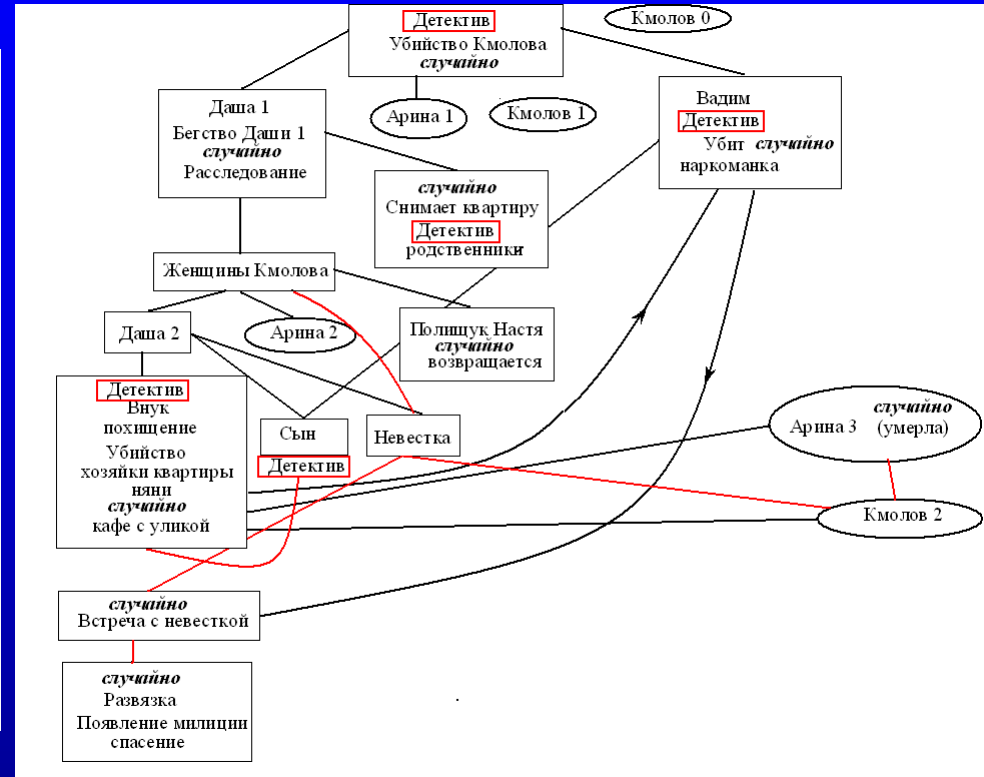 Детектив
Убийство Кмолова
случайно
Кмолов 0
Даша 1
Бегство Даши 1
случайно
Расследование
Арина 1
Кмолов 1
Вадим
Детектив
Убит случайно
наркоманка
случайно
Снимает квартиру
Детектив
родственники
Женщины Кмолова
Даша 2
Арина 2
Полищук Настя
случайно
возвращается
Детектив
Внук
похищение
Убийство
хозяйки квартиры
няни
случайно
кафе с уликой
Сын
Детектив
Невестка
случайно
Арина 3 (умерла)
Кмолов 2
случайно
Встреча с невесткой
случайно
Развязка
Появление милиции
спасение